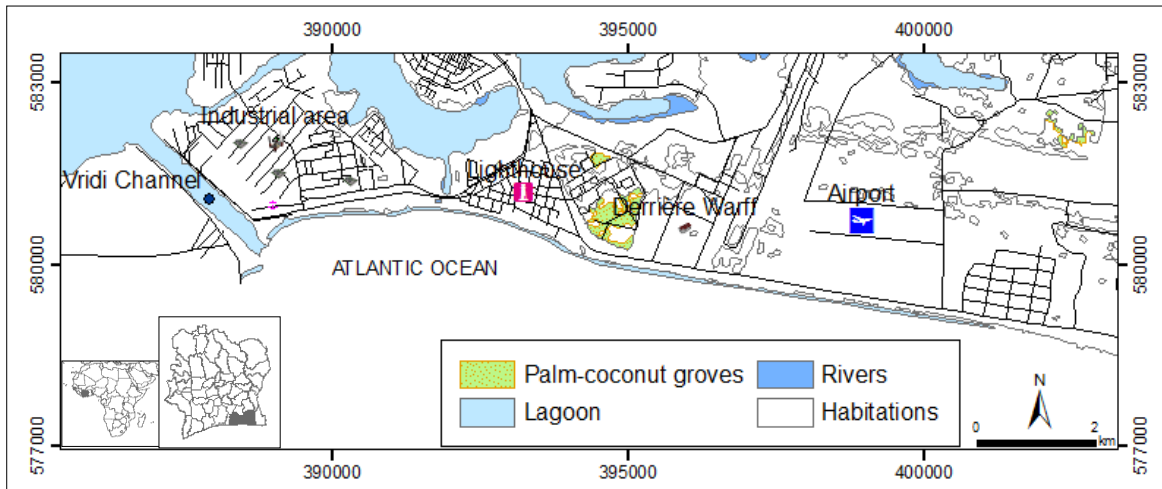 390000
395000
400000
583000
583000
Industrial area
Vridi Channel
Lighthouse
Derrière Warff
Airport
580000
580000
ATLANTIC OCEAN
Palm-coconut groves
Rivers
Lagoon
Habitations
N
0
2
km
577000
577000
390000
395000
400000